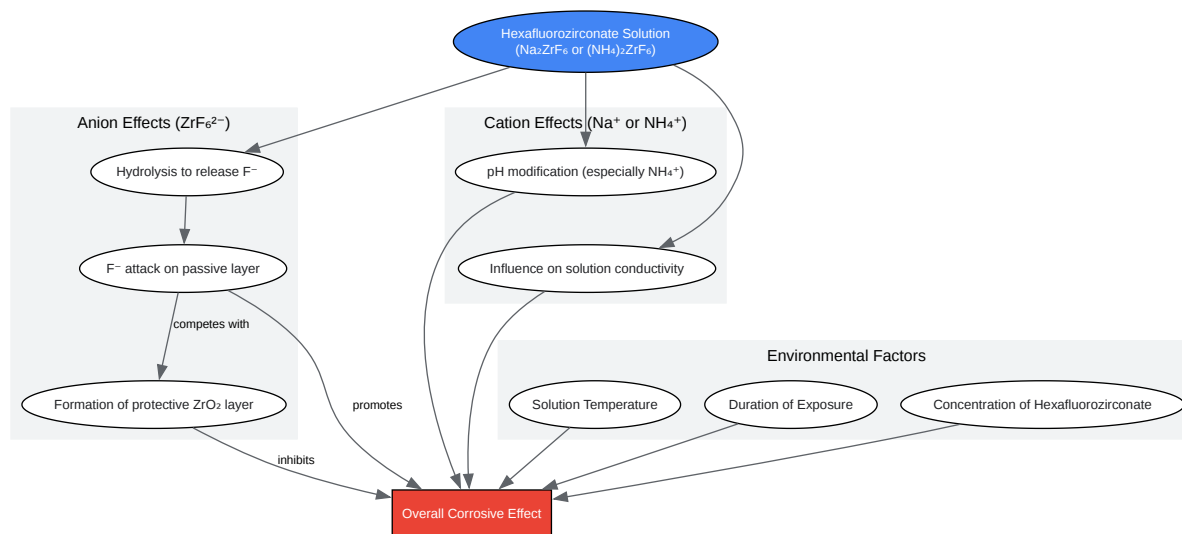 Hexafluorozirconate Solution
(Na₂ZrF₆ or (NH₄)₂ZrF₆)
Anion Effects (ZrF₆²⁻)
Cation Effects (Na⁺ or NH₄⁺)
Hydrolysis to release F⁻
pH modification (especially NH₄⁺)
F⁻ attack on passive layer
Influence on solution conductivity
competes with
Environmental Factors
Formation of protective ZrO₂ layer
promotes
Solution Temperature
Duration of Exposure
Concentration of Hexafluorozirconate
inhibits
Overall Corrosive Effect